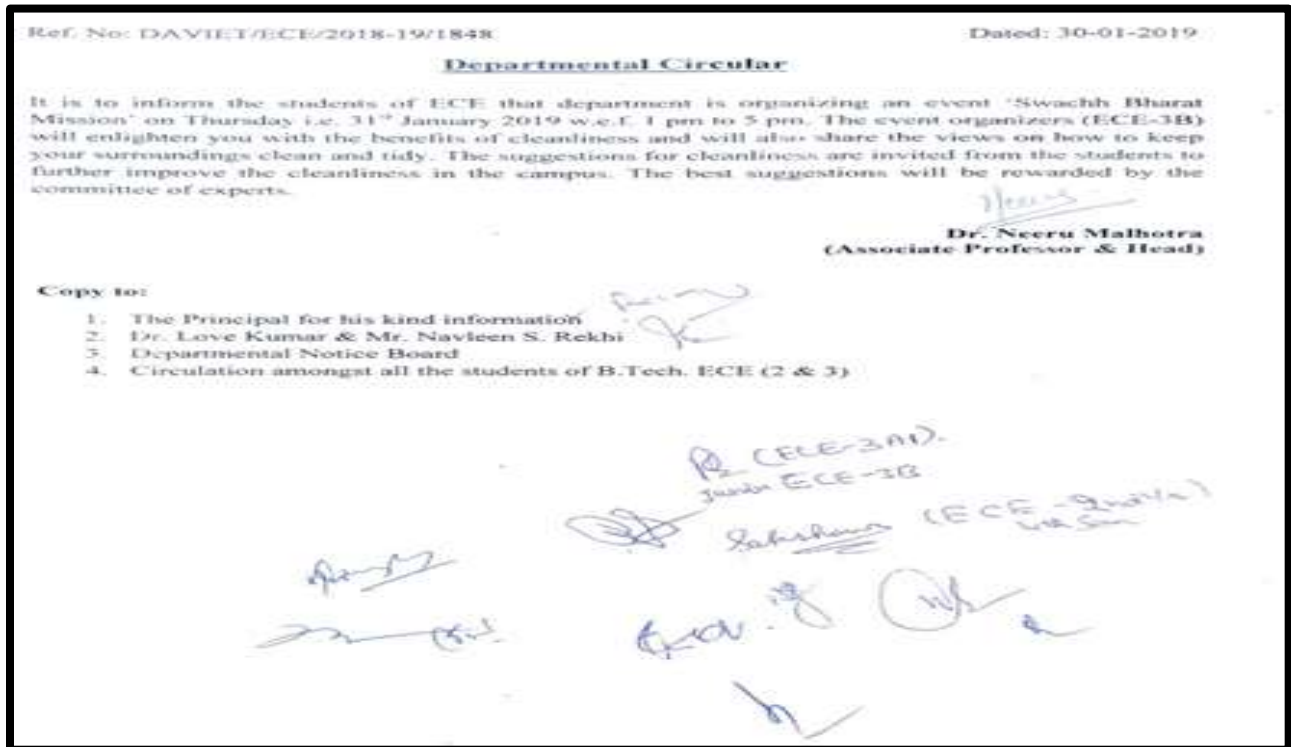 Ref. No: DAVIET/ECE/2018-19/1848 Dated: 30-01-2019
Departmental Circular
It is to inform the students of ECE that department is organizing an event 'Swachh Bharat
Mission' on Thursday i.e. 31st January 2019 w.e.f. 1 pm to 5 pm. The event organizers (ECE-3B)
will enlighten you with the benefits of cleanliness and will also share the views on how to keep
your surroundings clean and tidy. The suggestions for cleanliness are invited from the students to
further improve the cleanliness in the campus. The best suggestions will be rewarded by the
committee of experts.
Dr. Neeru Malhotra
(Associate Professor & Head)
Copy to:
1. The Principal for his kind information
2. Dr. Love Kumar & Mr. Navleen S. Rekhi
3. Departmental Notice Board
4. Circulation amongst all the students of B.Tech. ECE (2 & 3)
(ECE-3A1).
ECE-3B
(ECE -